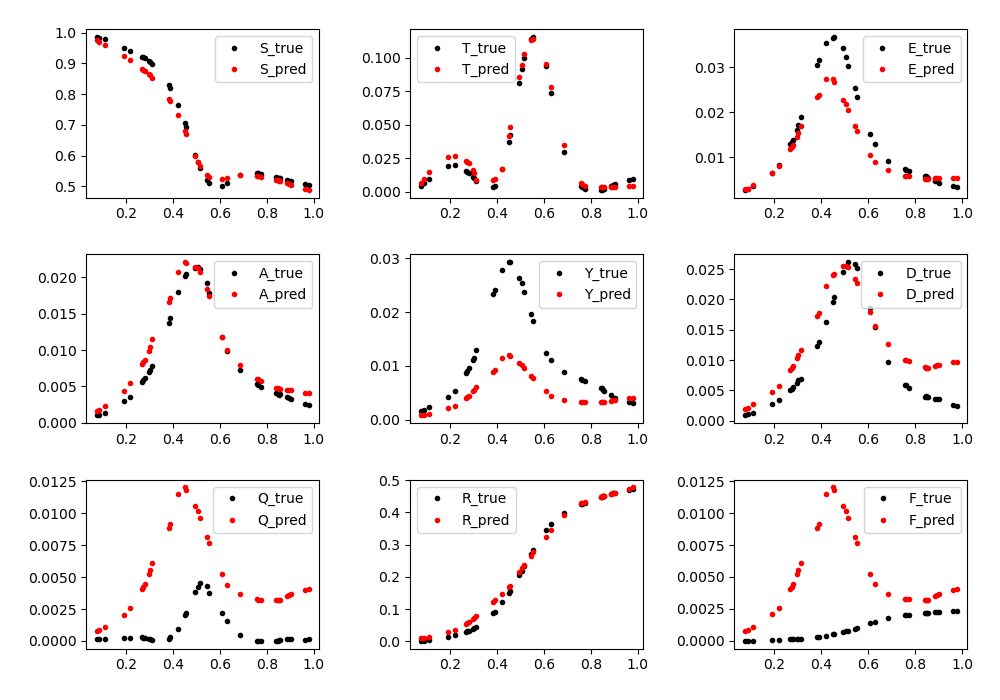 1.0
0.9
0.8
0.7
0.6
0.5
0.2 0.4 0.6 0.8 1.0
S_true
S_pred
0.100
0.075
0.050
0.025
0.000
0.2 0.4 0.6 0.8 1.0
T_true
T_pred
0.03
0.02
0.01
0.2 0.4 0.6 0.8 1.0
E_true
E_pred
0.020
0.015
0.010
0.005
0.000
0.2 0.4 0.6 0.8 1.0
A_true
A_pred
0.03
0.02
0.01
0.00
0.2 0.4 0.6 0.8 1.0
Y_true
Y_pred
0.025
0.020
0.015
0.010
0.005
0.000
0.2 0.4 0.6 0.8 1.0
D_true
D_pred
0.0125
0.0100
0.0075
0.0050
0.0025
0.0000
0.2 0.4 0.6 0.8 1.0
Q_true
Q_pred
0.5
0.4
0.3
0.2
0.1
0.0
0.2 0.4 0.6 0.8 1.0
R_true
R_pred
0.0125
0.0100
0.0075
0.0050
0.0025
0.0000
0.2 0.4 0.6 0.8 1.0
F_true
F_pred